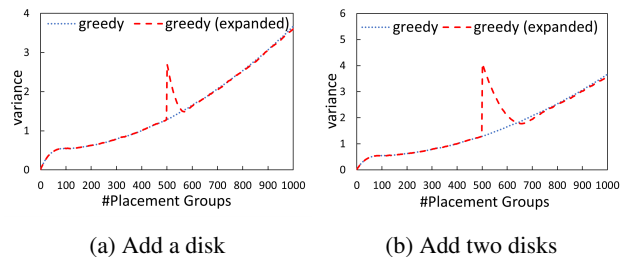 4
3
2
1
0
variance
greedy
greedy (expanded)
0 100 200 300 400 500 600 700 800 900 1000
#Placement Groups
(a) Add a disk
6
5
4
3
2
1
0
variance
greedy
greedy (expanded)
0 100 200 300 400 500 600 700 800 900 1000
#Placement Groups
(b) Add two disks